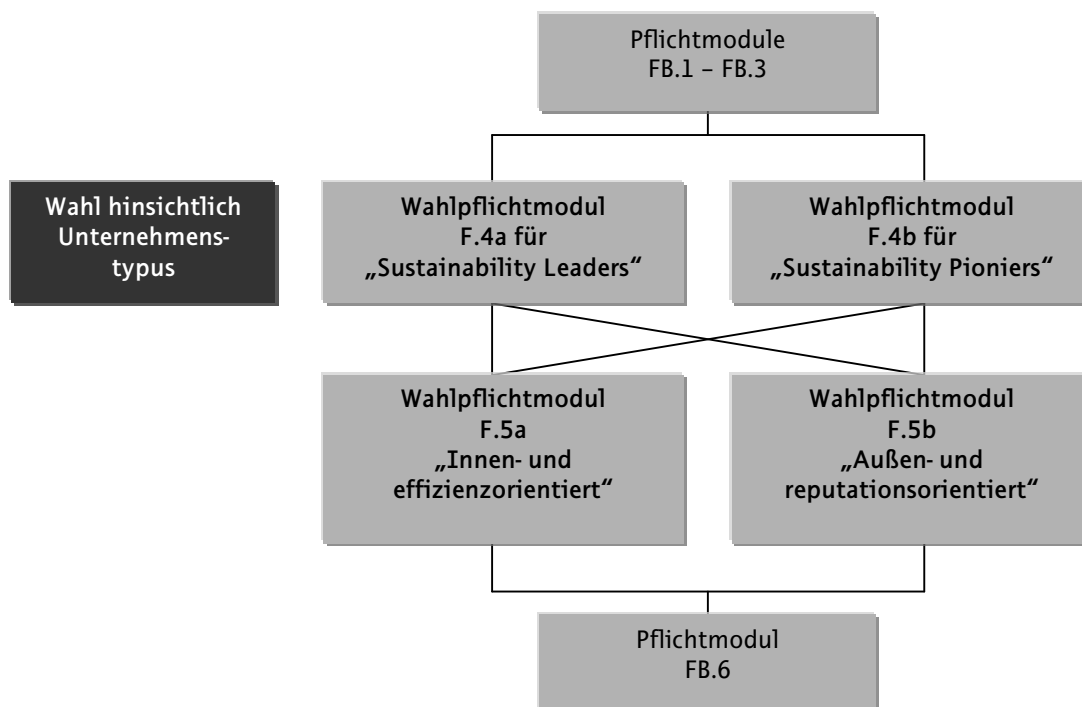 Pflichtmodule
FB.1 – FB.3
Wahl hinsichtlich
Unternehmens-
typus
Wahlpflichtmodul
F.4a für
„Sustainability Leaders“
Wahlpflichtmodul
F.4b für
„Sustainability Pioniers“
Wahlpflichtmodul
F.5a
„Innen- und
effizienzorientiert“
Wahlpflichtmodul
F.5b
„Außen- und
reputationsorientiert“
Pflichtmodul
FB.6